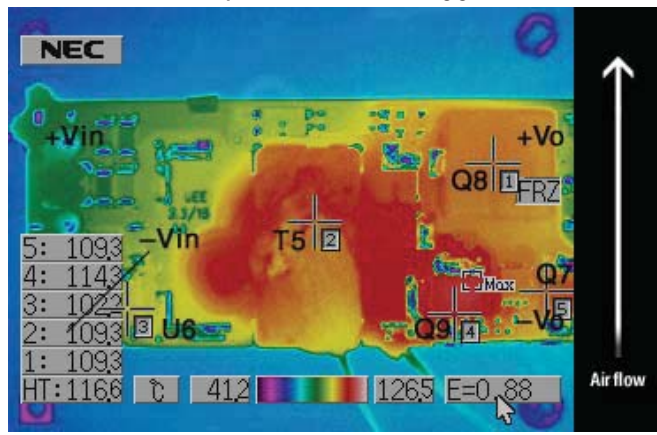 NEC
+Vin
+Vo
Q8
1
FRZ
5: 109.3
4: 114.3
3: 102.2
2: 109.3
1: 109.3
HT:116.6
-Vin
T5
2
Max
Q7
5
3
U6
Q9
4
-Vo
℃
41.2
126.5
E=0.88
Airflow